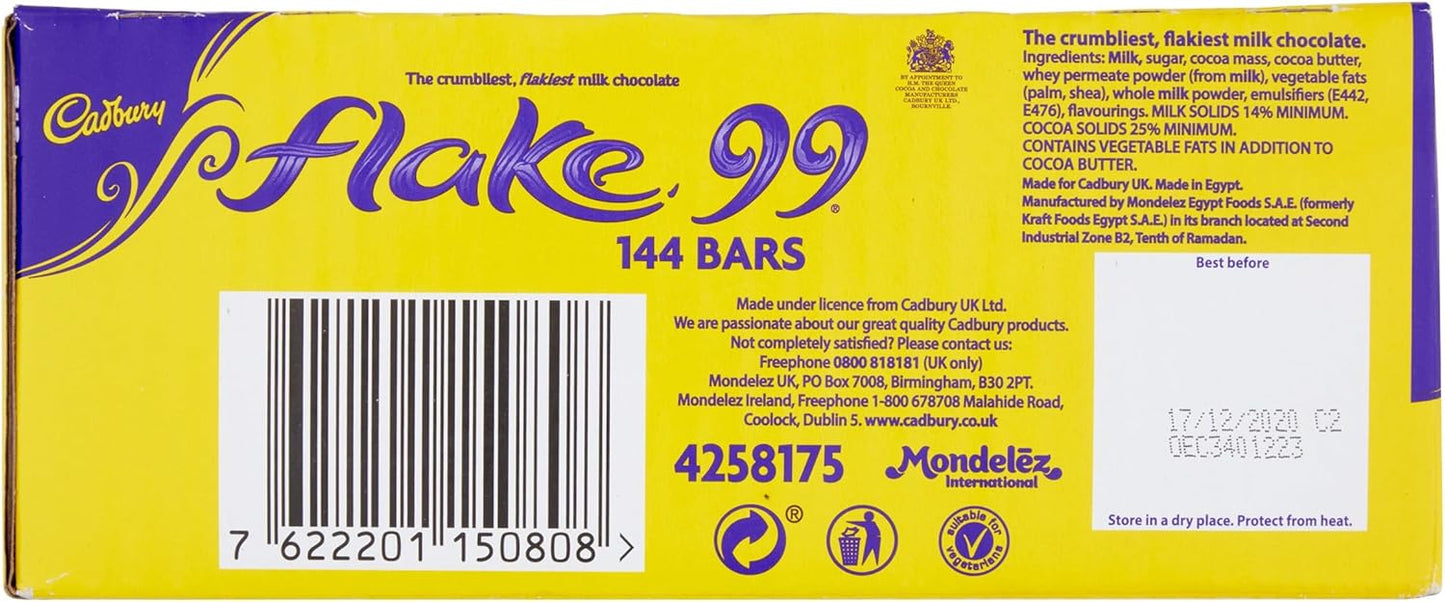 Cadbury
The crumbliest, flakiest milk chocolate
flake 99®
144 BARS
BY APPOINTMENT TO
H.M. THE QUEEN
COCOA AND CHOCOLATE
MANUFACTURERS
CADBURY UK LTD.,
BOURNVILLE.
The crumbliest, flakiest milk chocolate.
Ingredients: Milk, sugar, cocoa mass, cocoa butter,
whey permeate powder (from milk), vegetable fats
(palm, shea), whole milk powder, emulsifiers (E442,
E476), flavourings. MILK SOLIDS 14% MINIMUM.
COCOA SOLIDS 25% MINIMUM.
CONTAINS VEGETABLE FATS IN ADDITION TO
COCOA BUTTER.
Made for Cadbury UK. Made in Egypt.
Manufactured by Mondelez Egypt Foods S.A.E. (formerly
Kraft Foods Egypt S.A.E.) in its branch located at Second
Industrial Zone B2, Tenth of Ramadan.
7 622201 150808 >
Made under licence from Cadbury UK Ltd.
We are passionate about our great quality Cadbury products.
Not completely satisfied? Please contact us:
Freephone 0800 818181 (UK only)
Mondelez UK, PO Box 7008, Birmingham, B30 2PT.
Mondelez Ireland, Freephone 1-800 678708 Malahide Road,
Coolock, Dublin 5. www.cadbury.co.uk
4258175
Mondelēz
International
®
suitable for
vegetarians
Best before
17/12/2020 C2
OEC3401223
Store in a dry place. Protect from heat.